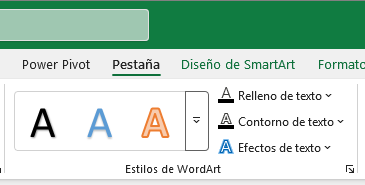 Power Pivot Pestaña Diseño de SmartArt Formato
A A A Relleno de texto
Contorno de texto
Efectos de texto
Estilos de WordArt